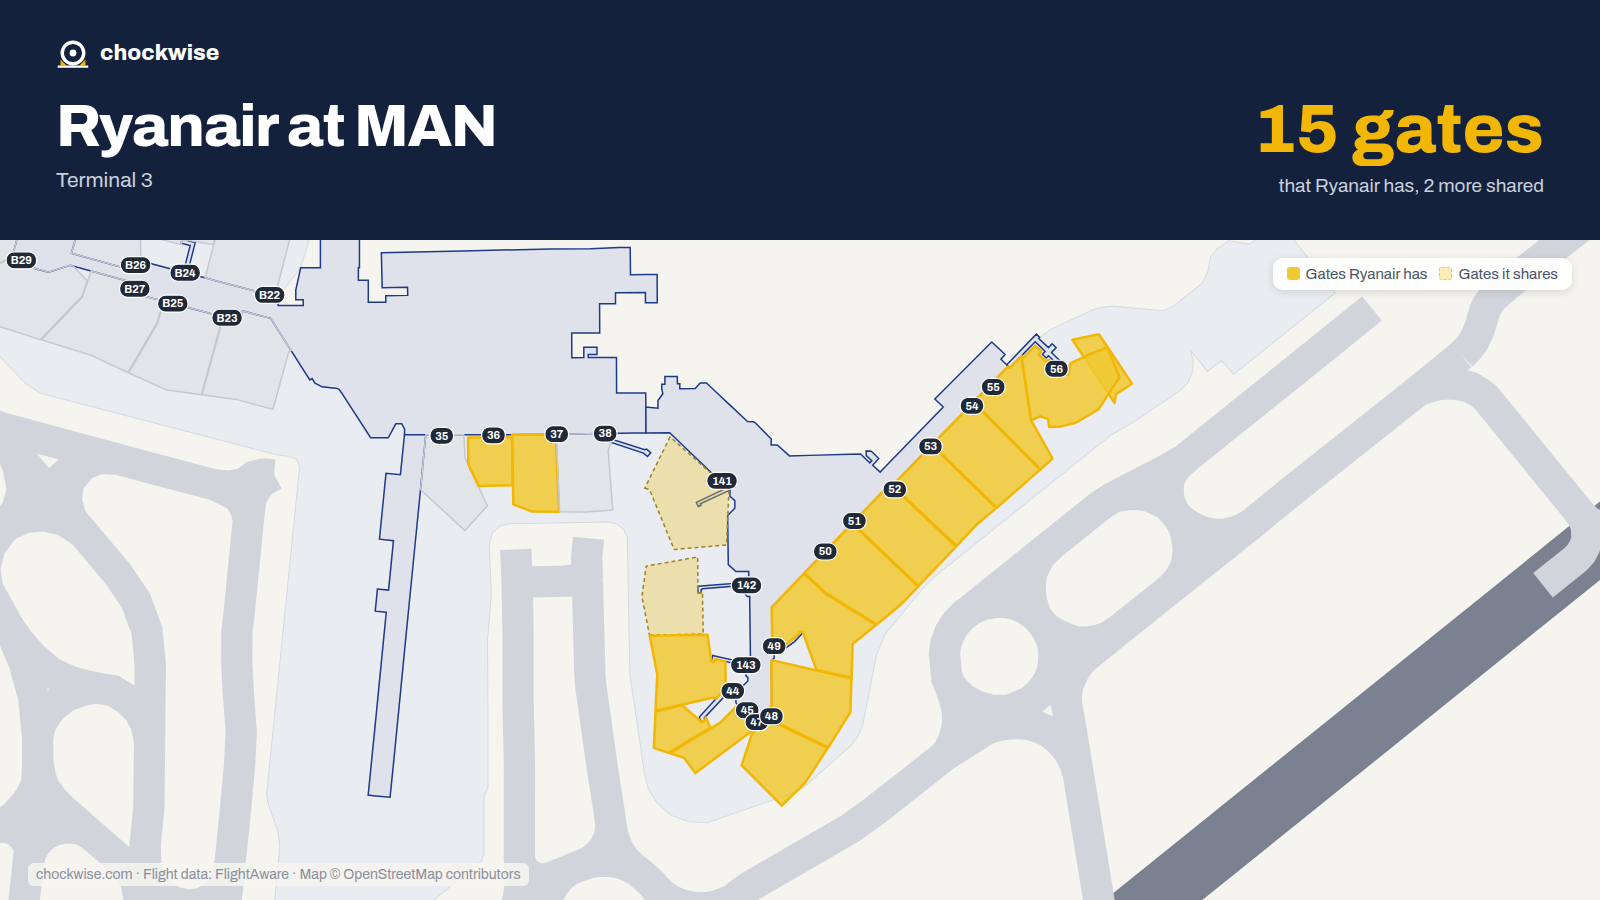 chockwise
Ryanair at MAN
Terminal 3
15 gates
that Ryanair has, 2 more shared
Gates Ryanair has
Gates it shares
B29
B26
B24
B27
B25
B22
B23
35
36
37
38
141
142
143
44
45
48
49
50
51
52
53
54
55
56
chockwise.com · Flight data: FlightAware · Map © OpenStreetMap contributors